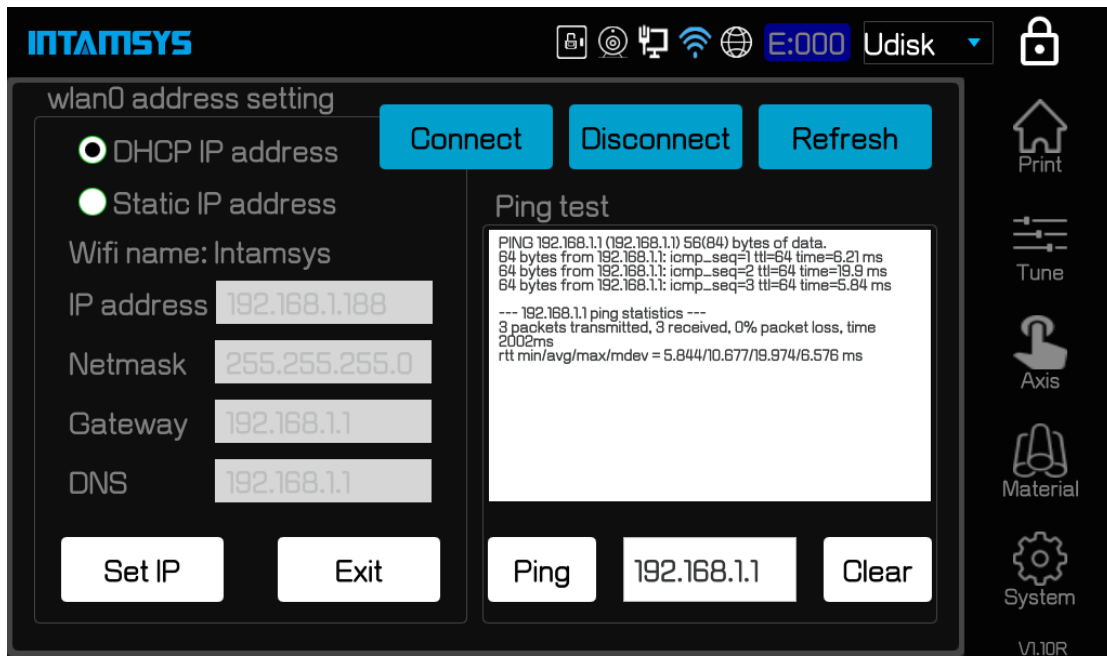 INTAMSYS
E:000 Udisk
wlan0 address setting
Connect Disconnect Refresh
DHCP IP address
Static IP address
Wifi name: Intamsys
IP address 192.168.1.188
Netmask 255.255.255.0
Gateway 192.168.1.1
DNS 192.168.1.1
Set IP Exit
Ping test
PING 192.168.1.1 (192.168.1.1) 56(84) bytes of data.
64 bytes from 192.168.1.1: icmp_seq=1 ttl=64 time=6.21 ms
64 bytes from 192.168.1.1: icmp_seq=2 ttl=64 time=19.9 ms
64 bytes from 192.168.1.1: icmp_seq=3 ttl=64 time=5.84 ms
--- 192.168.1.1 ping statistics ---
3 packets transmitted, 3 received, 0% packet loss, time
2002ms
rtt min/avg/max/mdev = 5.844/10.677/19.974/6.576 ms
Ping 192.168.1.1 Clear
Print
Tune
Axis
Material
System
V1.10R